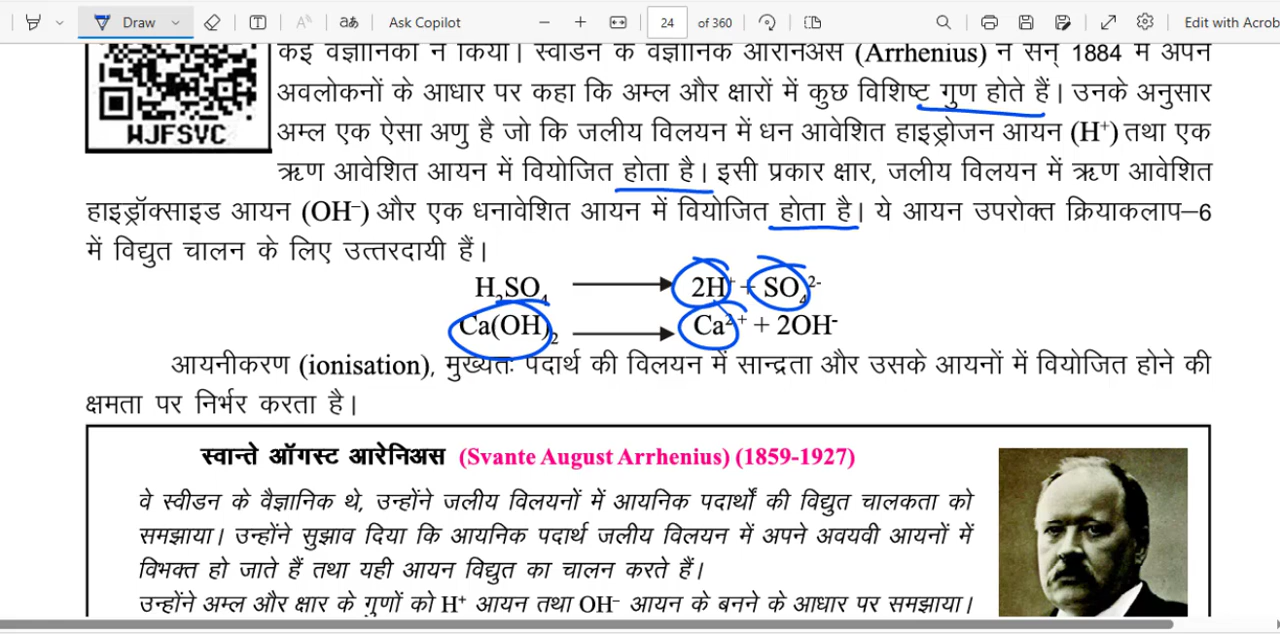 Draw
aあ
Ask Copilot
24
of 360
Edit with Acrob
कई वैज्ञानिकों ने किया। स्वीडन के वैज्ञानिक आरेनिअस (Arrhenius) ने सन् 1884 में अपने
अवलोकनों के आधार पर कहा कि अम्ल और क्षारों में कुछ विशिष्ट गुण होते हैं। उनके अनुसार
WJFSVC
अम्ल एक ऐसा अणु है जो कि जलीय विलयन में धन आवेशित हाइड्रोजन आयन (H⁺) तथा एक
ऋण आवेशित आयन में वियोजित होता है। इसी प्रकार क्षार, जलीय विलयन में ऋण आवेशित
हाइड्रॉक्साइड आयन (OH⁻) और एक धनावेशित आयन में वियोजित होता है। ये आयन उपरोक्त क्रियाकलाप–6
में विद्युत चालन के लिए उत्तरदायी हैं।
H₂SO₄ ⟶ 2H⁺ + SO₄²⁻
Ca(OH)₂ ⟶ Ca²⁺ + 2OH⁻
आयनीकरण (ionisation), मुख्यतः पदार्थ की विलयन में सान्द्रता और उसके आयनों में वियोजित होने की
क्षमता पर निर्भर करता है।
स्वान्ते ऑगस्ट आरेनिअस (Svante August Arrhenius) (1859-1927)
वे स्वीडन के वैज्ञानिक थे, उन्होंने जलीय विलयनों में आयनिक पदार्थों की विद्युत चालकता को
समझाया। उन्होंने सुझाव दिया कि आयनिक पदार्थ जलीय विलयन में अपने अवयवी आयनों में
विभक्त हो जाते हैं तथा यही आयन विद्युत का चालन करते हैं।
उन्होंने अम्ल और क्षार के गुणों को H⁺ आयन तथा OH⁻ आयन के बनने के आधार पर समझाया।